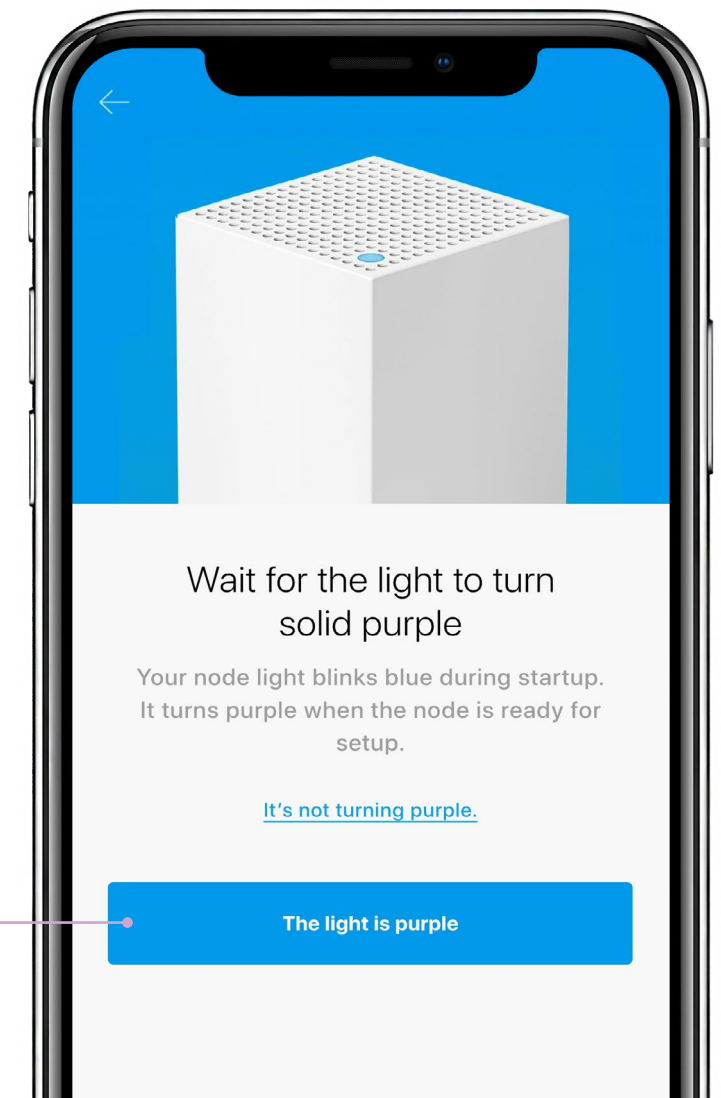 Wait for the light to turn
solid purple
Your node light blinks blue during startup.
It turns purple when the node is ready for
setup.
It's not turning purple.
The light is purple